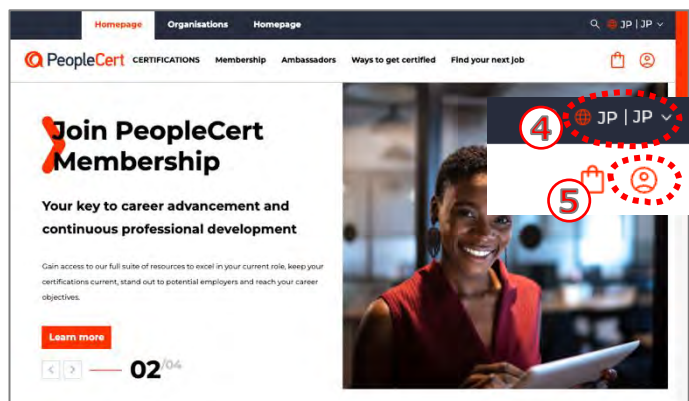 Homepage Organisations Homepage JP | JP
PeopleCert CERTIFICATIONS Membership Ambassadors Ways to get certified Find your next job
Join PeopleCert
Membership
Your key to career advancement and
continuous professional development
Gain access to our full suite of resources to excel in your current role, keep your
certifications current, stand out to potential employers and reach your career
objectives.
Learn more
02/04
④ JP | JP
⑤